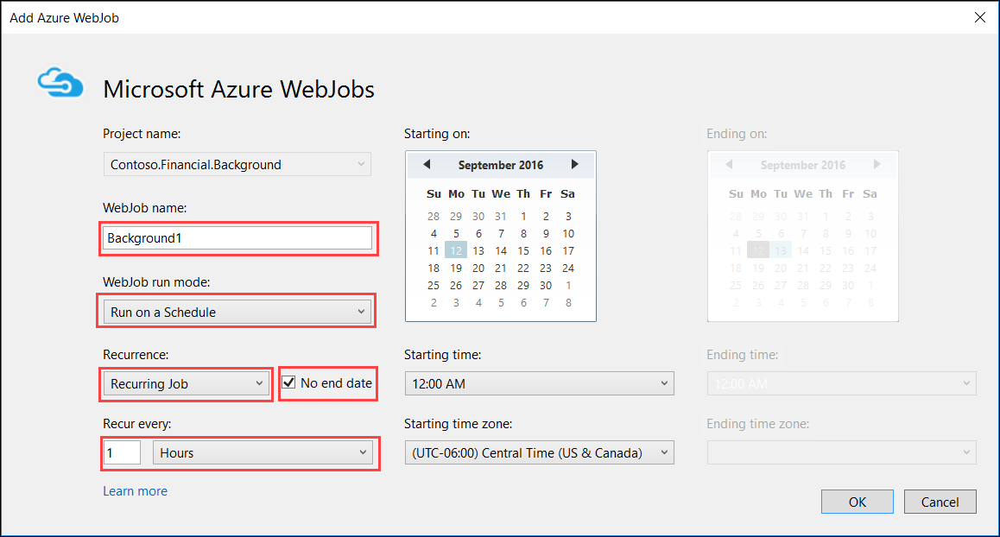 Add Azure WebJob
Microsoft Azure WebJobs
Project name:
Contoso.Financial.Background
WebJob name:
Background1
WebJob run mode:
Run on a Schedule
Recurrence:
Recurring Job
No end date
Recur every:
1 Hours
Learn more
Starting on:
September 2016
Su Mo Tu We Th Fr Sa
28 29 30 31 1 2 3
4 5 6 7 8 9 10
11 12 13 14 15 16 17
18 19 20 21 22 23 24
25 26 27 28 29 30 1
2 3 4 5 6 7 8
Starting time:
12:00 AM
Starting time zone:
(UTC-06:00) Central Time (US & Canada)
Ending on:
September 2016
Su Mo Tu We Th Fr Sa
28 29 30 31 1 2 3
4 5 6 7 8 9 10
11 12 13 14 15 16 17
18 19 20 21 22 23 24
25 26 27 28 29 30 1
2 3 4 5 6 7 8
Ending time:
12:00 AM
Ending time zone:
OK
Cancel